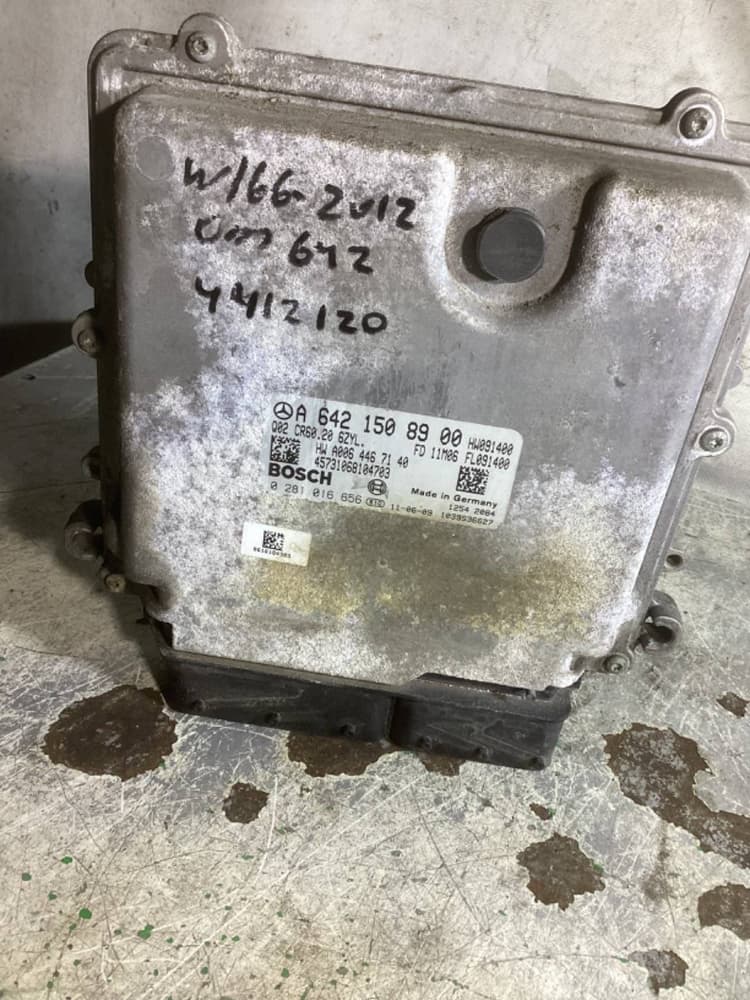 W166-2012
om 642
4412120
A 642 150 89 00 HW091400
Q02 CR60.20 6ZYL. FD 11M06 FL091400
HW A006 446 71 40
45731068104703
BOSCH Made in Germany
0 281 016 656 11-06-09 1254 2084
1039S36627